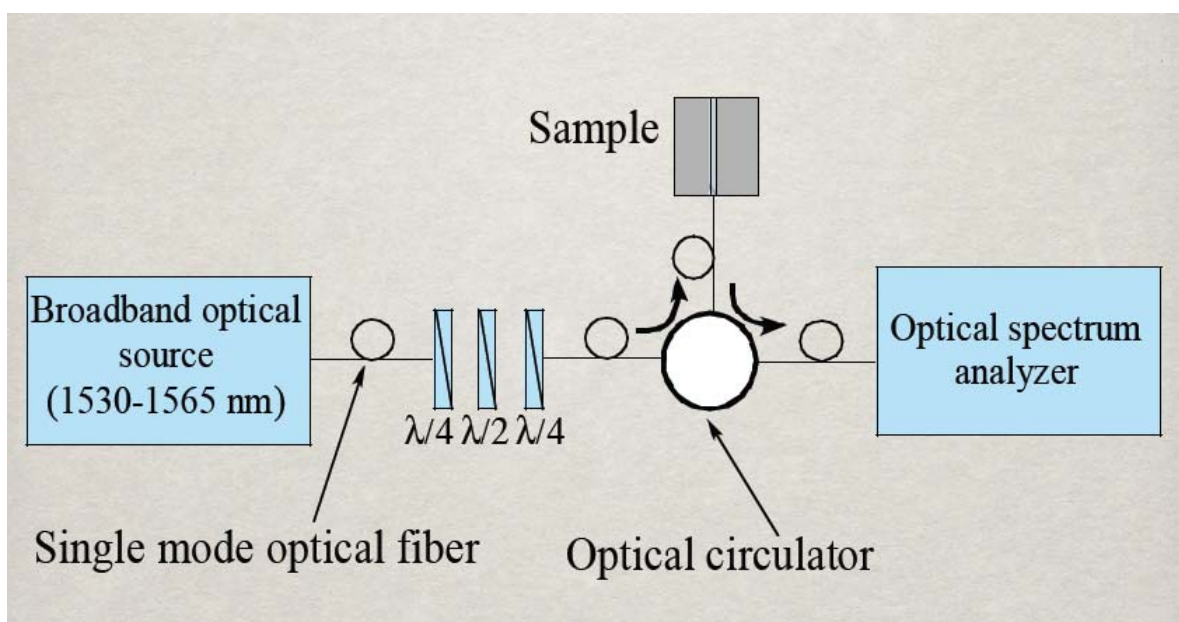 Sample
Broadband optical
source
(1530-1565 nm)
λ/4 λ/2 λ/4
Optical spectrum
analyzer
Single mode optical fiber
Optical circulator